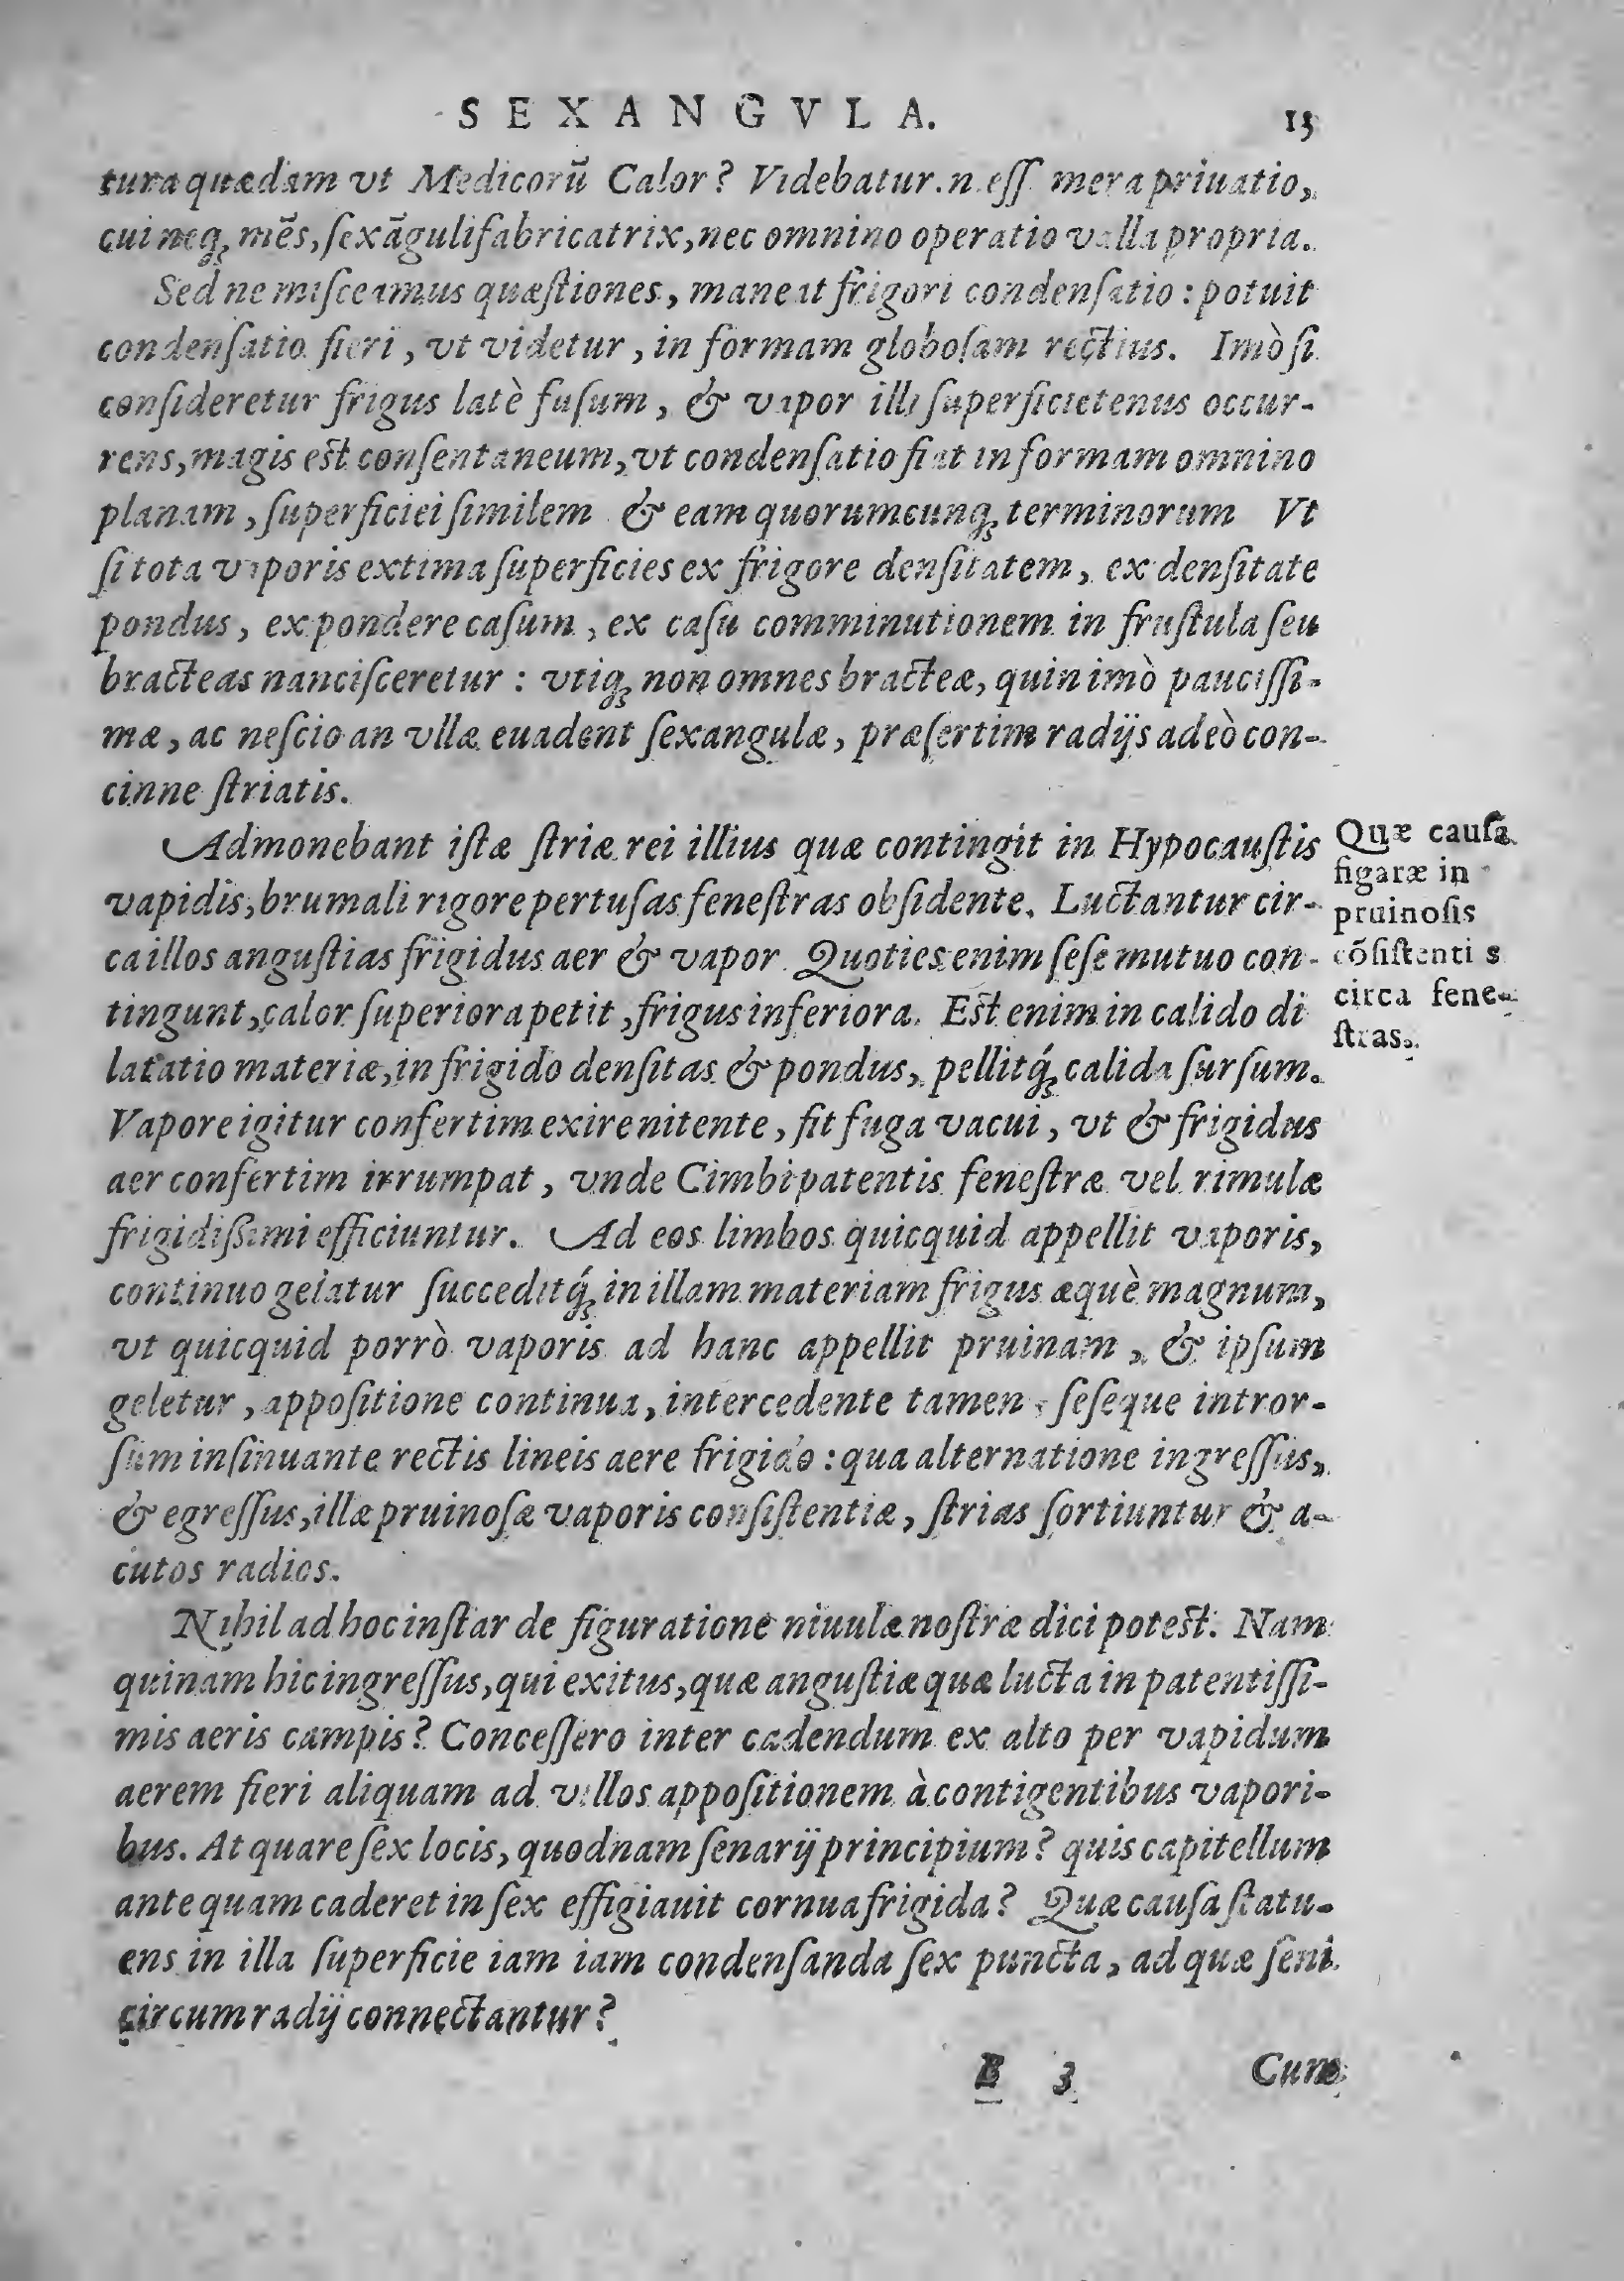 SEXANGVLA. 15
tura quædam vt Medicorũ Calor? Videbatur .n. eſſ mera priuatio,
cui neq; mẽs, ſexãguli fabricatrix, nec omnino operatio vlla propria.
Sed ne miſceamus quæſtiones, maneat frigori condenſatio: potuit
condenſatio fieri, vt videtur, in formam globoſam rectius. Imò ſi
conſideretur frigus latè fuſum, & vapor illi ſuperficietenus occur-
rens, magis est conſentaneum, vt condenſatio fiat in formam omnino
planam, ſuperficiei ſimilem & eam quorumcunq; terminorum Vt
ſi tota vaporis extima ſuperficies ex frigore denſitatem, ex denſitate
pondus, ex pondere caſum, ex caſu comminutionem in fruſtula ſeu
bracteas nanciſceretur: vtiq; non omnes bracteæ, quin imò pauciſſi-
mæ, ac neſcio an vllæ euadent ſexangulæ, præſertim radijs adeò con-
cinne ſtriatis.
Admonebant iſtæ ſtriæ rei illius quæ contingit in Hypocauſtis
vapidis, brumali rigore pertuſas feneſtras obſidente. Luctantur cir-
ca illos anguſtias frigidus aer & vapor. Quoties enim ſeſe mutuo con-
tingunt, calor ſuperiora petit, frigus inferiora. Est enim in calido di
latatio materiæ, in frigido denſitas & pondus, pellitq́; calida ſurſum.
Vapore igitur confertim exire nitente, fit fuga vacui, vt & frigidus
aer confertim irrumpat, vnde Cimbi patentis feneſtræ vel rimulæ
frigidißimi efficiuntur. Ad eos limbos quicquid appellit vaporis,
continuo gelatur ſucceditq́; in illam materiam frigus æquè magnum,
vt quicquid porrò vaporis ad hanc appellit pruinam, & ipſum
geletur, appoſitione continua, intercedente tamen, ſeſeque intror-
ſum inſinuante rectis lineis aere frigido: qua alternatione ingreſſus,
& egreſſus, illæ pruinoſæ vaporis conſiſtentiæ, ſtrias ſortiuntur & a-
cutos radios.
Quæ cauſa
figaræ in
pruinoſis
cõſiſtenti s
circa fene-
ſtras.
Nihil ad hoc inſtar de figuratione niuulæ noſtræ dici potest. Nam
quinam hic ingreſſus, qui exitus, quæ anguſtiæ quæ lucta in patentiſſi-
mis aeris campis? Conceſſero inter cadendum ex alto per vapidum
aerem fieri aliquam ad villos appoſitionem à contigentibus vapori-
bus. At quare ſex locis, quodnam ſenarij principium? quis capitellum
ante quam caderet in ſex effigiauit cornua frigida? Quæ cauſa ſtatu-
ens in illa ſuperficie iam iam condenſanda ſex puncta, ad quæ ſeni
circum radij connectantur?
B 3 Cum